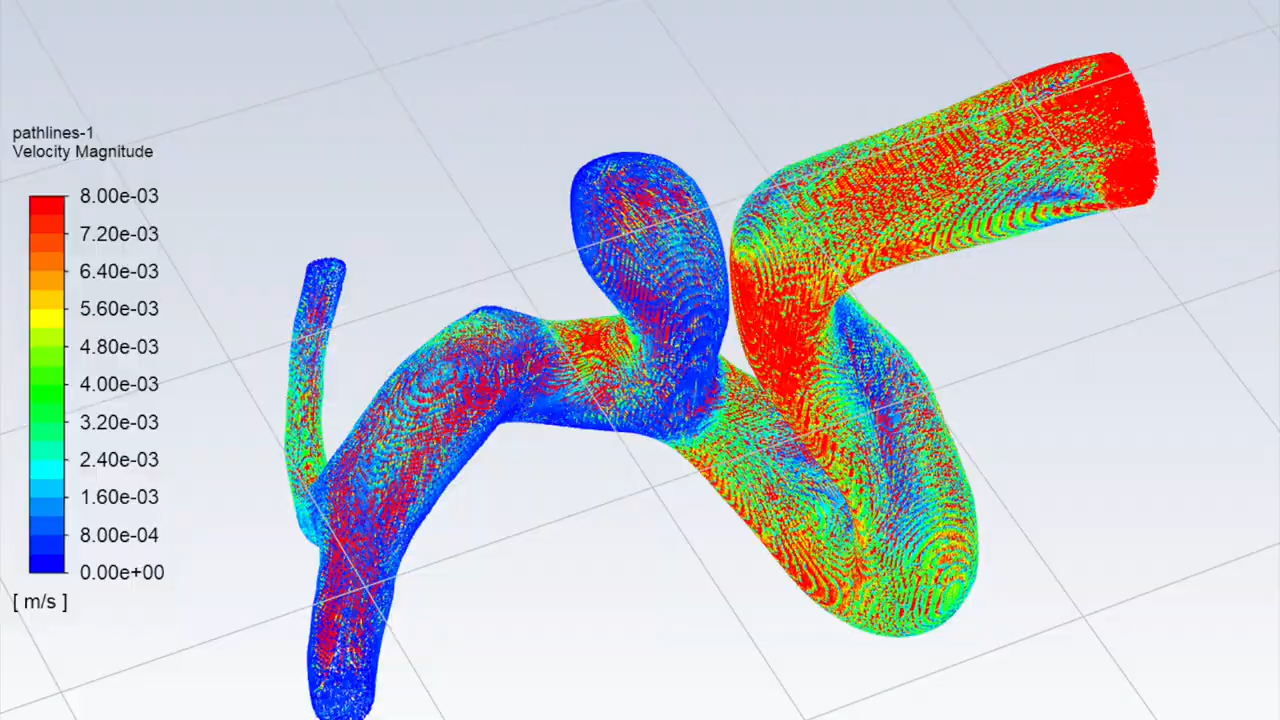 pathlines-1
Velocity Magnitude
8.00e-03
7.20e-03
6.40e-03
5.60e-03
4.80e-03
4.00e-03
3.20e-03
2.40e-03
1.60e-03
8.00e-04
0.00e+00
[ m/s ]